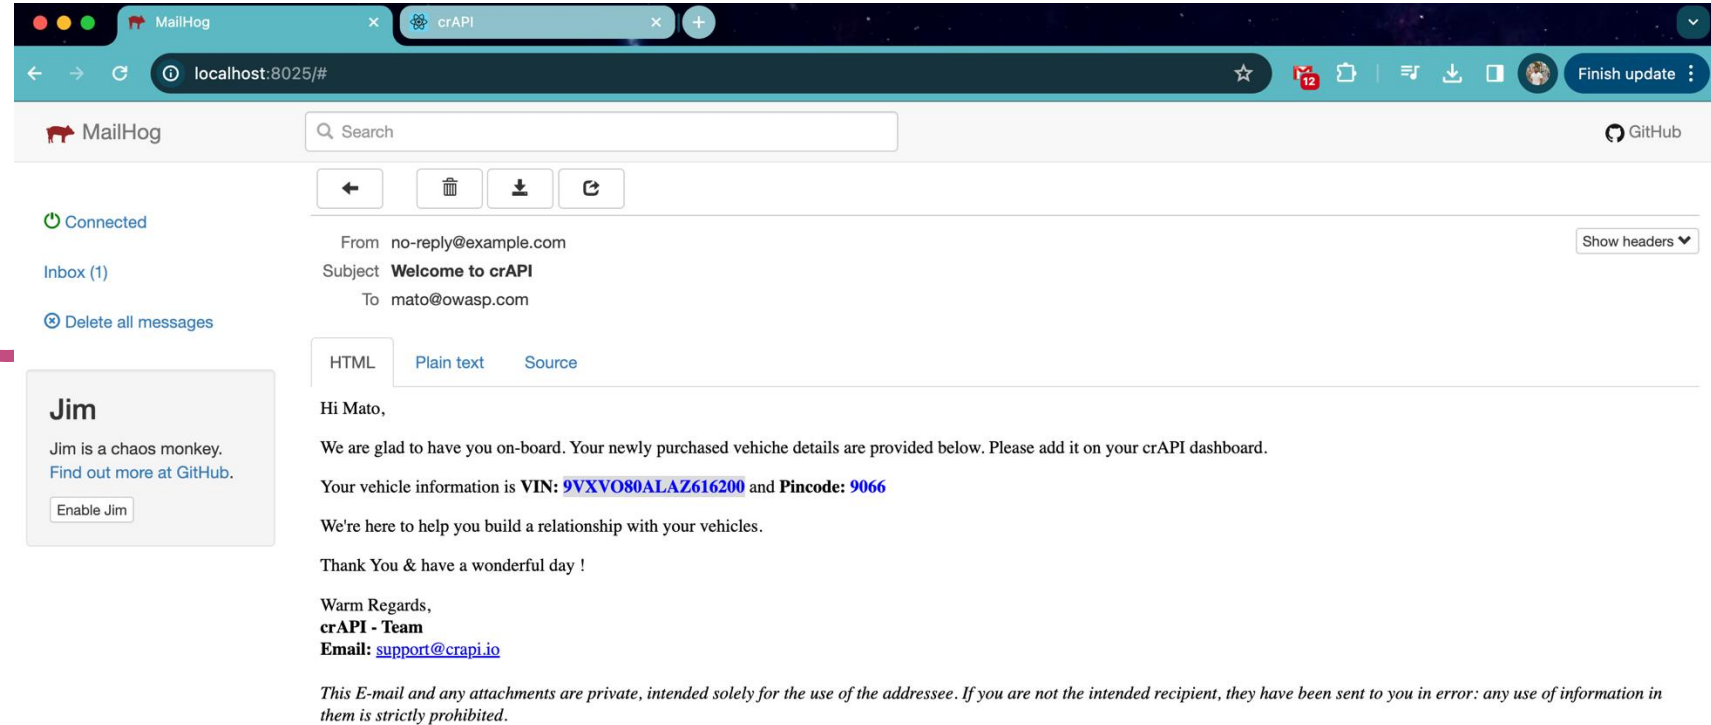 MailHog
crAPI
localhost:8025/#
12
Finish update
MailHog
Search
GitHub
Connected
Inbox (1)
Delete all messages
Jim
Jim is a chaos monkey.
Find out more at GitHub.
Enable Jim
From no-reply@example.com
Show headers
Subject Welcome to crAPI
To mato@owasp.com
HTML Plain text Source
Hi Mato,
We are glad to have you on-board. Your newly purchased vehiche details are provided below. Please add it on your crAPI dashboard.
Your vehicle information is VIN: 9VXVO80ALAZ616200 and Pincode: 9066
We're here to help you build a relationship with your vehicles.
Thank You & have a wonderful day !
Warm Regards,
crAPI - Team
Email: support@crapi.io
This E-mail and any attachments are private, intended solely for the use of the addressee. If you are not the intended recipient, they have been sent to you in error: any use of information in
them is strictly prohibited.